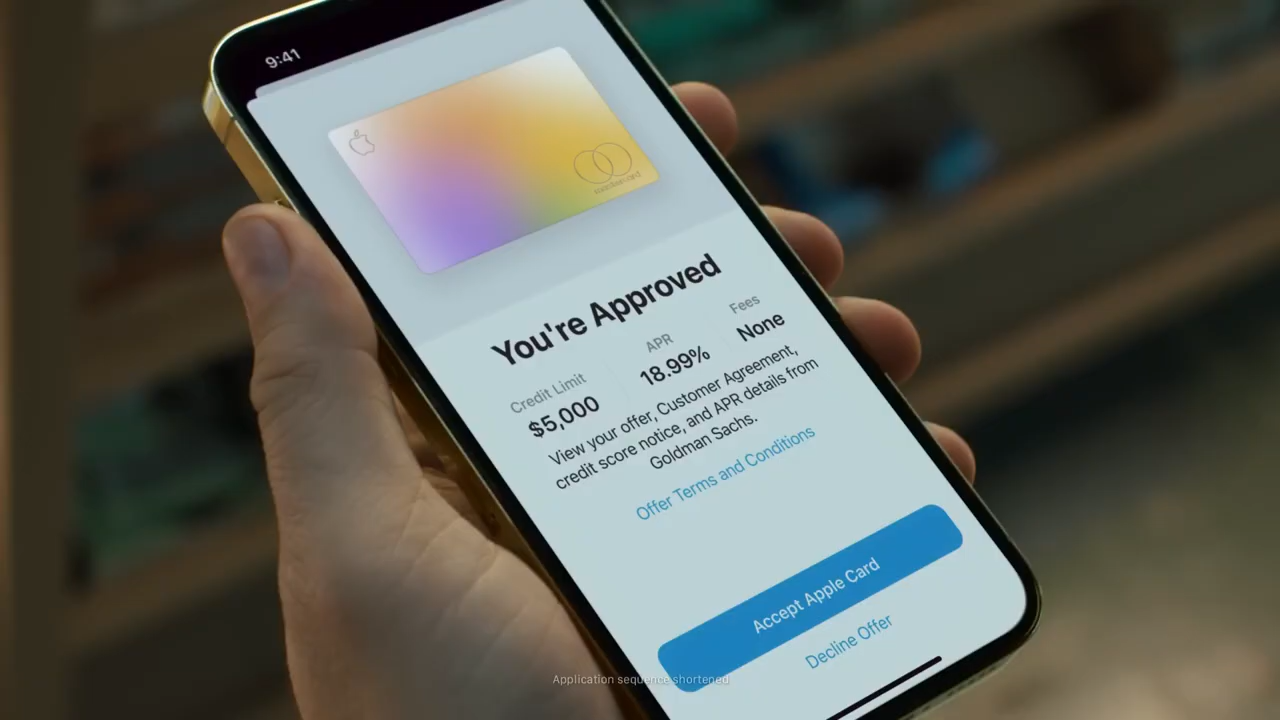 9:41
mastercard
You're Approved
Credit Limit
$5,000
APR
18.99%
Fees
None
View your offer, Customer Agreement,
credit score notice, and APR details from
Goldman Sachs.
Offer Terms and Conditions
Accept Apple Card
Decline Offer
Application sequence shortened